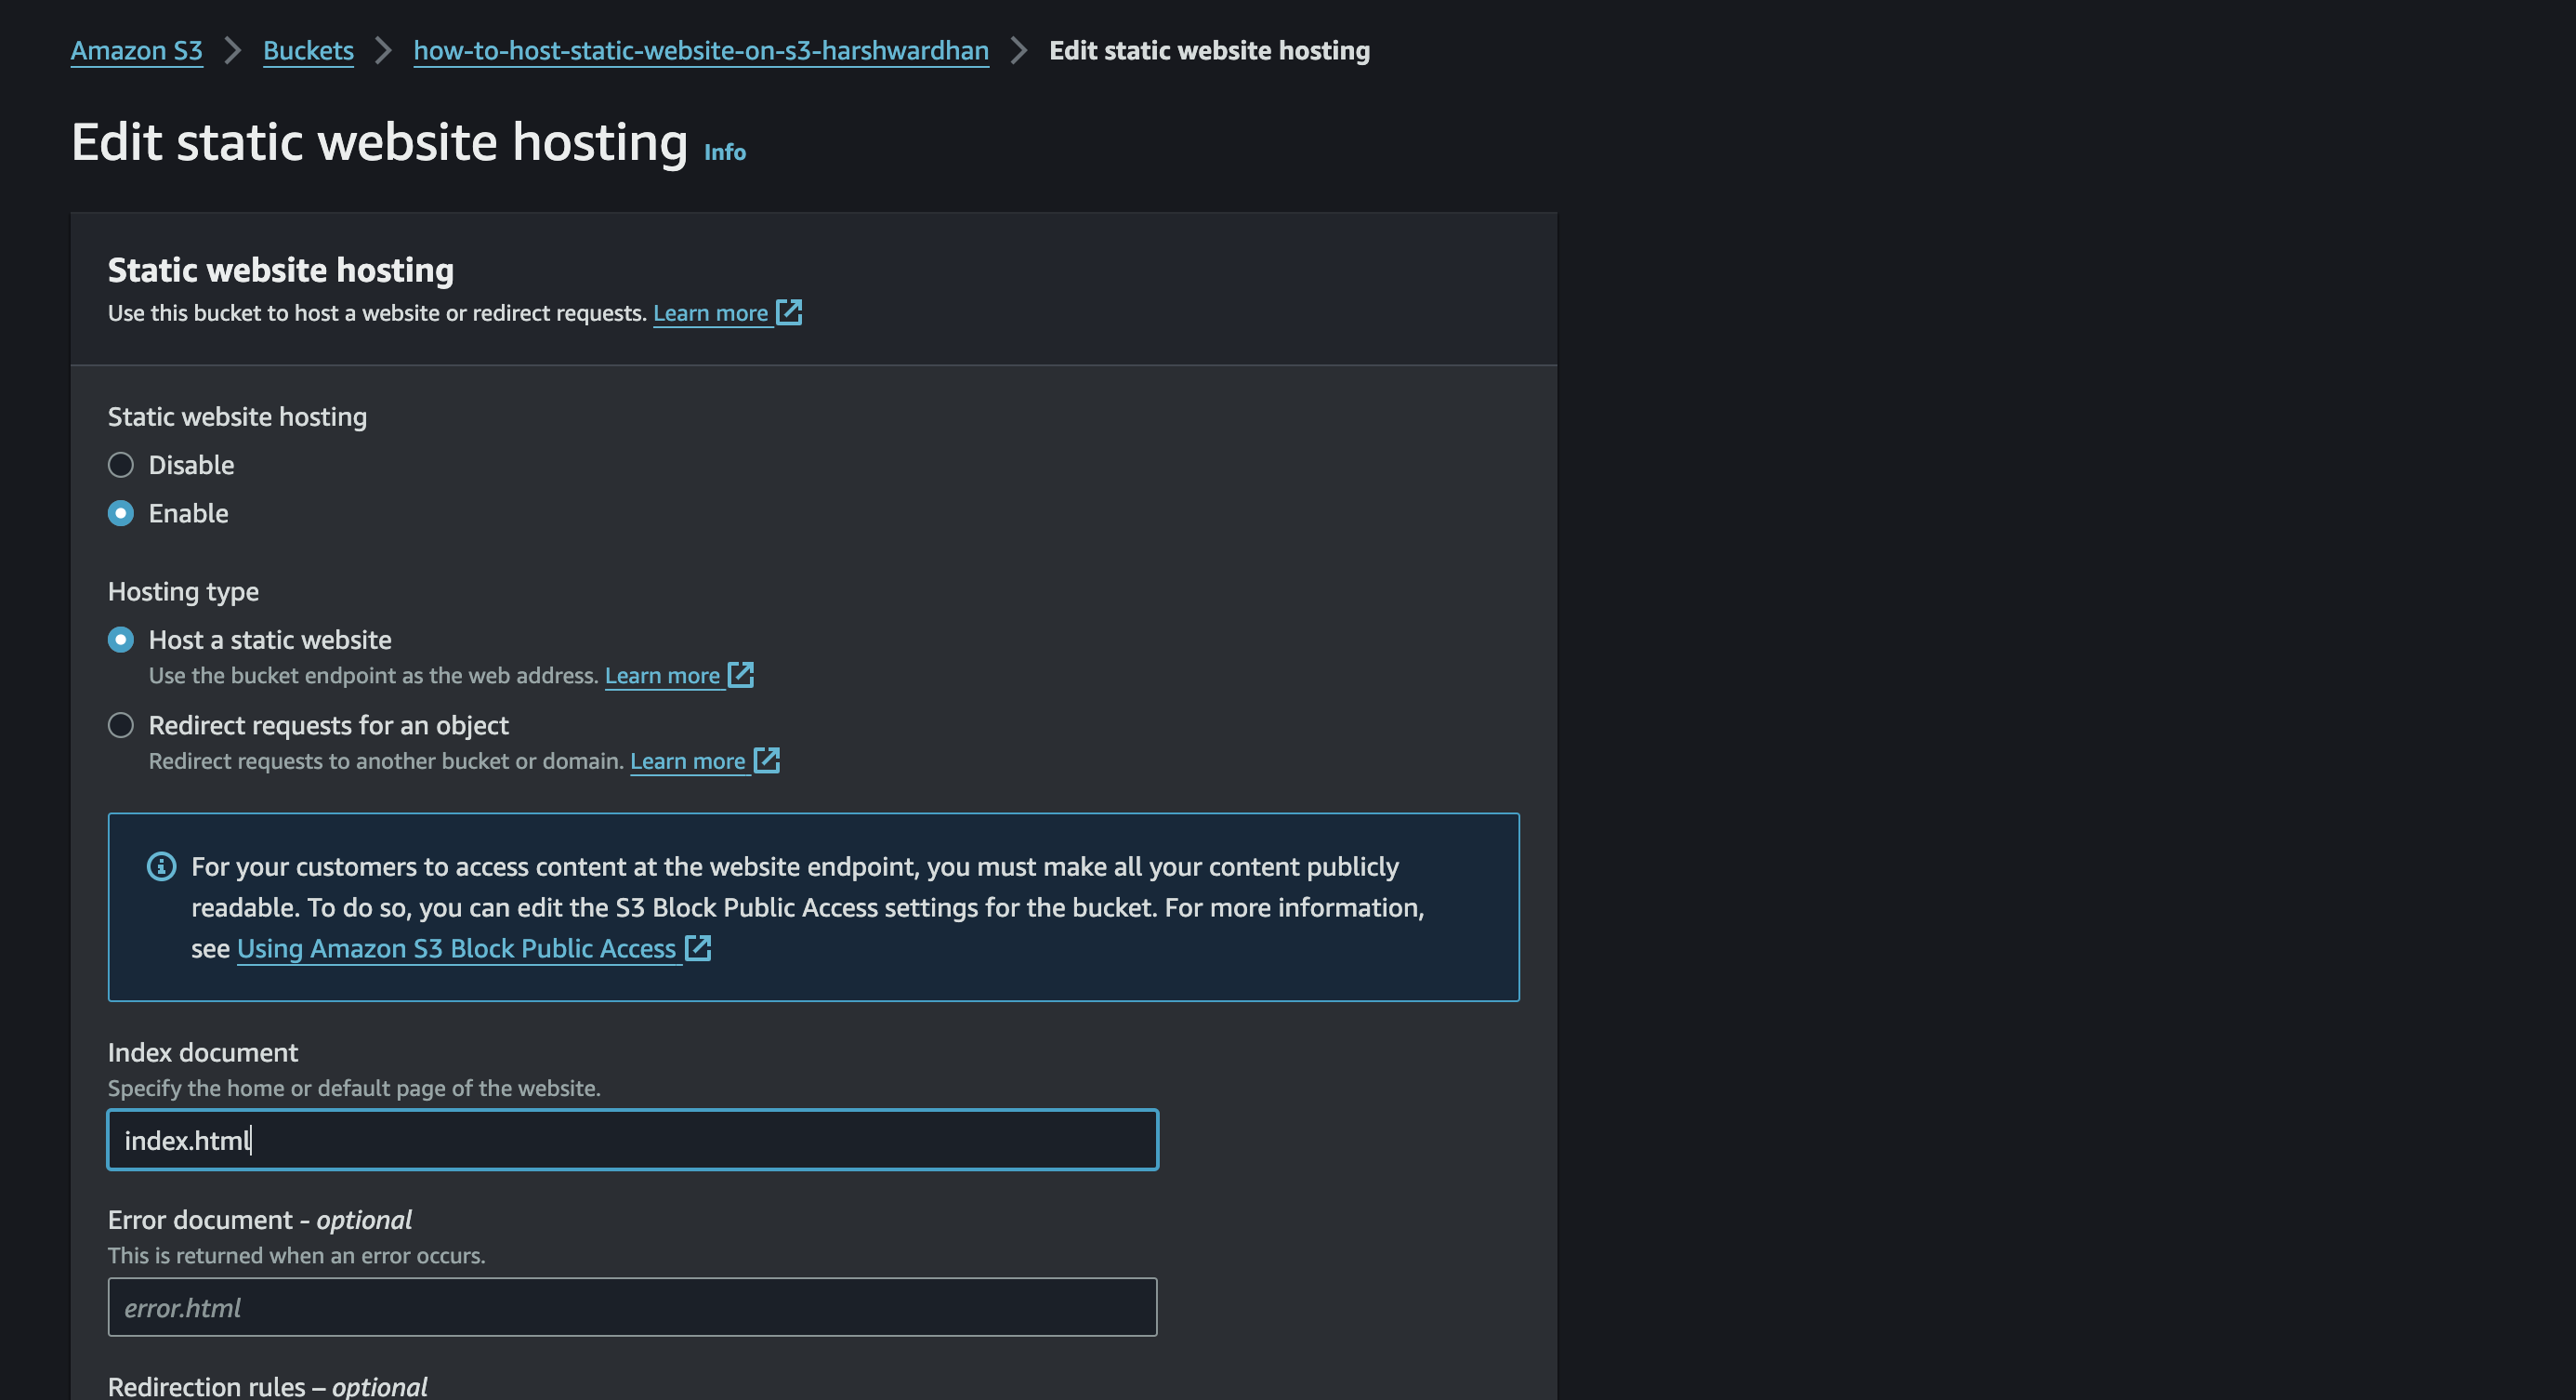 Amazon S3 > Buckets > how-to-host-static-website-on-s3-harshwardhan > Edit static website hosting
Edit static website hosting Info
Static website hosting
Use this bucket to host a website or redirect requests. Learn more
Static website hosting
Disable
Enable
Hosting type
Host a static website
Use the bucket endpoint as the web address. Learn more
Redirect requests for an object
Redirect requests to another bucket or domain. Learn more
For your customers to access content at the website endpoint, you must make all your content publicly
readable. To do so, you can edit the S3 Block Public Access settings for the bucket. For more information,
see Using Amazon S3 Block Public Access
Index document
Specify the home or default page of the website.
index.html
Error document - optional
This is returned when an error occurs.
error.html
Redirection rules – optional